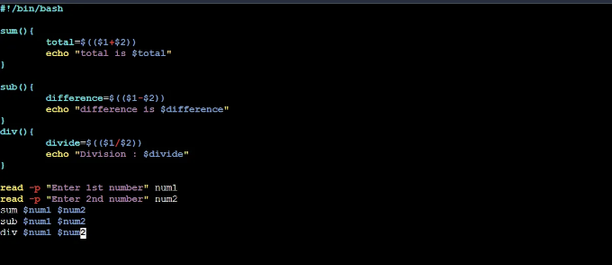 #!/bin/bash
sum(){
        total=$(($1+$2))
        echo "total is $total"
}
sub(){
        difference=$(($1-$2))
        echo "difference is $difference"
}
div(){
        divide=$(($1/$2))
        echo "Division : $divide"
}
read -p "Enter 1st number" num1
read -p "Enter 2nd number" num2
sum $num1 $num2
sub $num1 $num2
div $num1 $num2